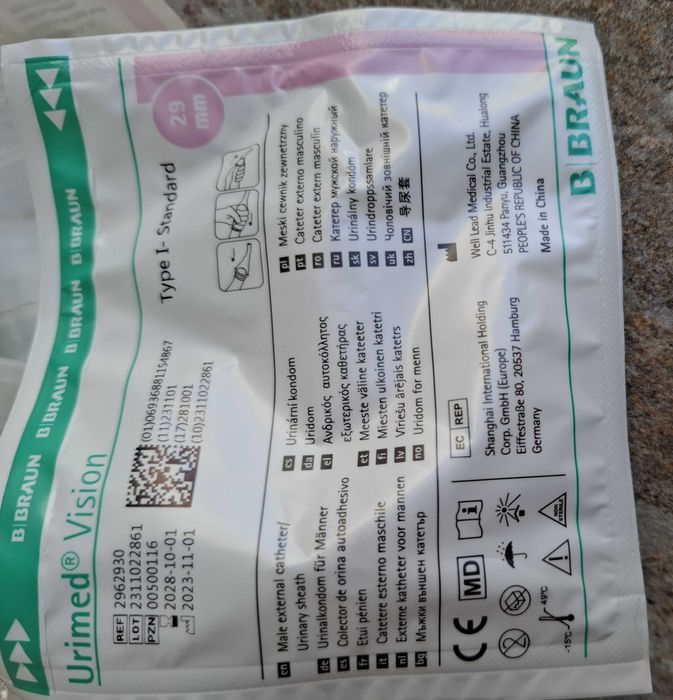 B|BRAUN B|BRAUN B|BRAUN B|BRAUN
Urimed® Vision
29
mm
Type I- Standard
REF 2962930
LOT 2311022861
PZN 00500116
2028-10-01
2023-11-01
(01)06936881154867
(11)231101
(17)281001
(10)2311022861
en Male external catheter/
Urinary sheath
de Urinalkondom für Männer
es Colector de orina autoadhesivo
fr Etui pénien
it Catetere esterno maschile
nl Externe katheter voor mannen
bg Мъжки външен катетър
cs Urinární kondom
da Uridom
el Ανδρικός αυτοκόλλητος
εξωτερικός καθετήρας
et Meeste väline kateeter
fi Miesten ulkoinen katetri
lv Vīriešu ārējais katetrs
no Uridom for menn
pl Męski cewnik zewnętrzny
pt Cateter externo masculino
ro Cateter extern masculin
ru Катетер мужской наружный
sk Urinálny kondóm
sv Urindroppssamlare
uk Чоловічий зовнішній катетер
zh CN 导尿套
CE MD
-15°C 49°C
NON
STERILE
EC REP
Shanghai International Holding
Corp. GmbH (Europe)
Eiffestraße 80, 20537 Hamburg
Germany
Well Lead Medical Co., Ltd.
C-4 Jinhu Industrial Estate, Hualong
511434 Panyu, Guangzhou
PEOPLE'S REPUBLIC OF CHINA
Made in China
B|BRAUN